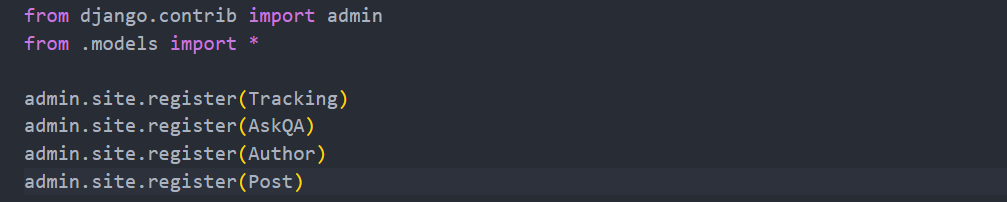 from django.contrib import admin
from .models import *
admin.site.register(Tracking)
admin.site.register(AskQA)
admin.site.register(Author)
admin.site.register(Post)